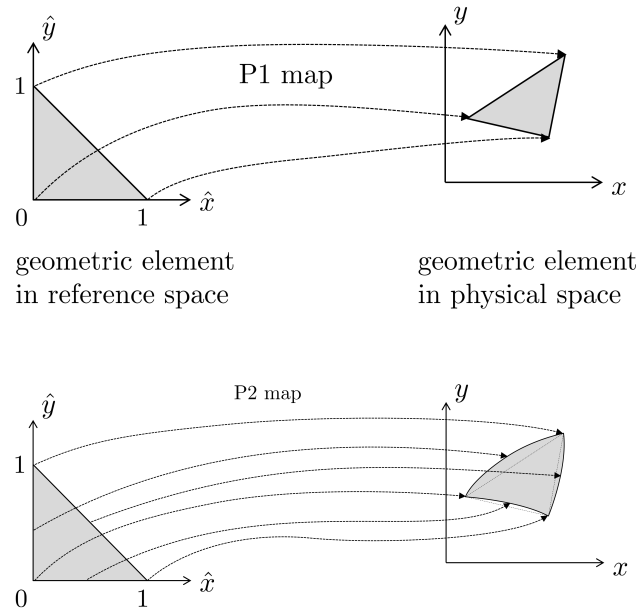 ŷ
y
1
P1 map
0
1
x̂
x
geometric element
in reference space
geometric element
in physical space
P2 map
ŷ
y
1
0
1
x̂
x